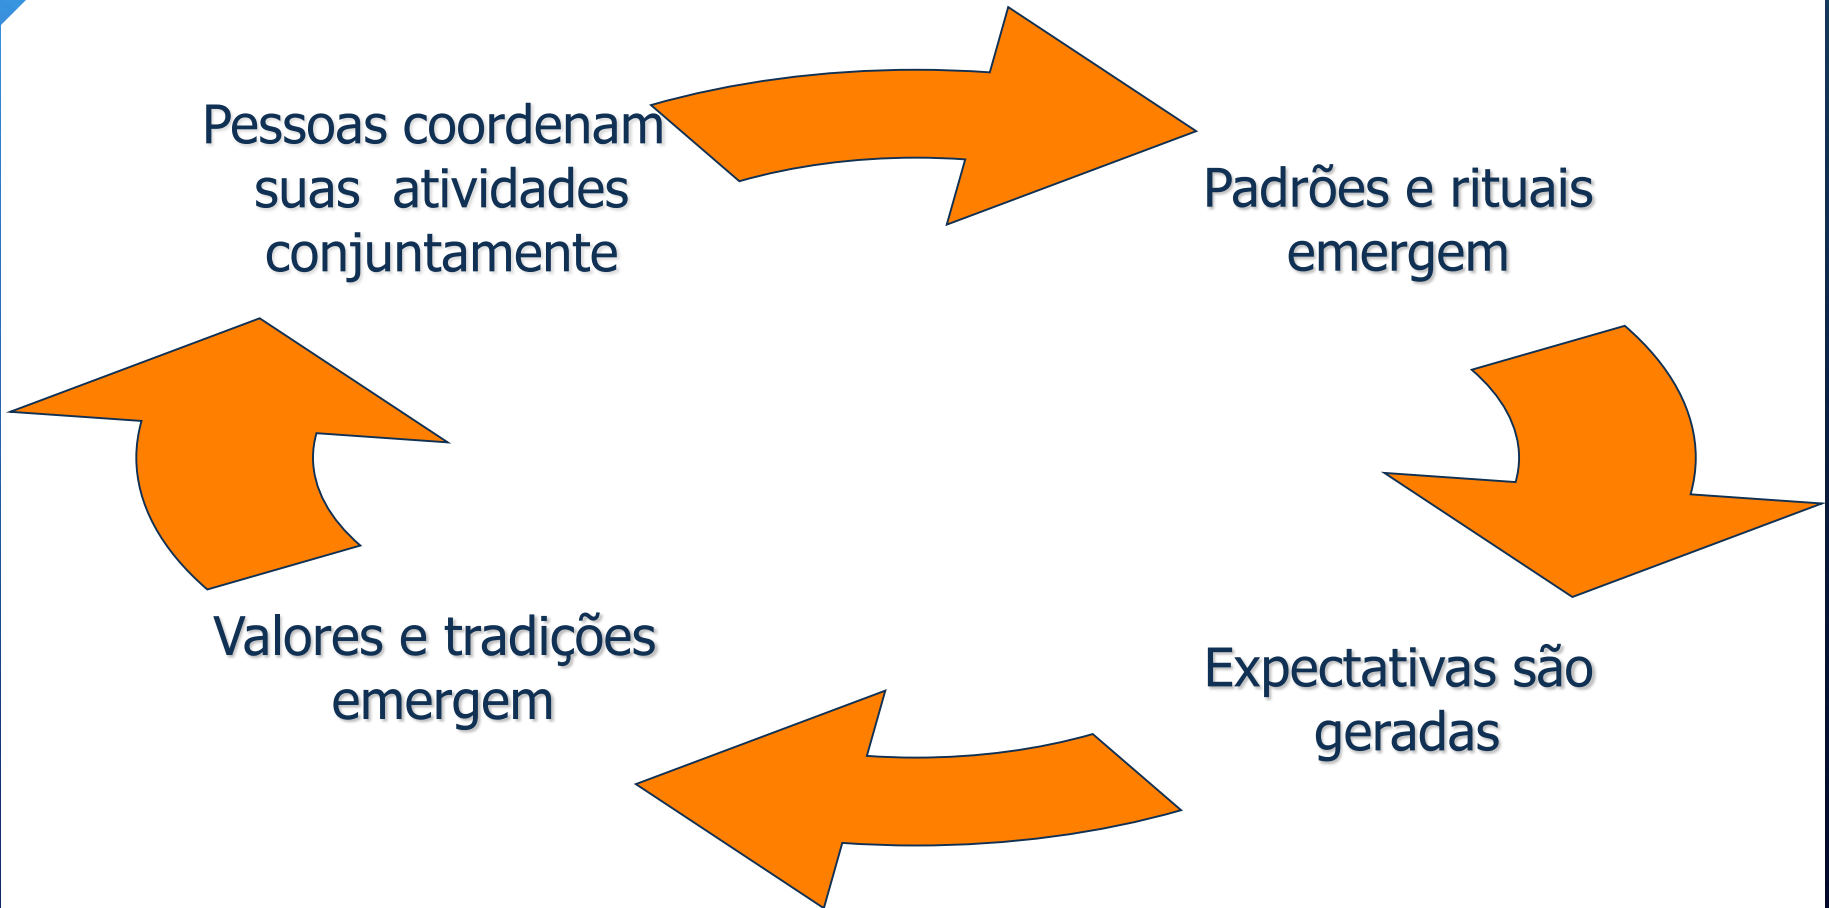 Pessoas coordenam
suas  atividades
conjuntamente
Padrões e rituais
emergem
Expectativas são
geradas
Valores e tradições
emergem